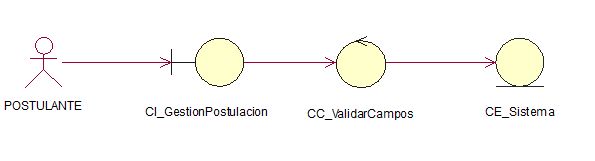 POSTULANTE
CI_GestionPostulacion
CC_ValidarCampos
CE_Sistema